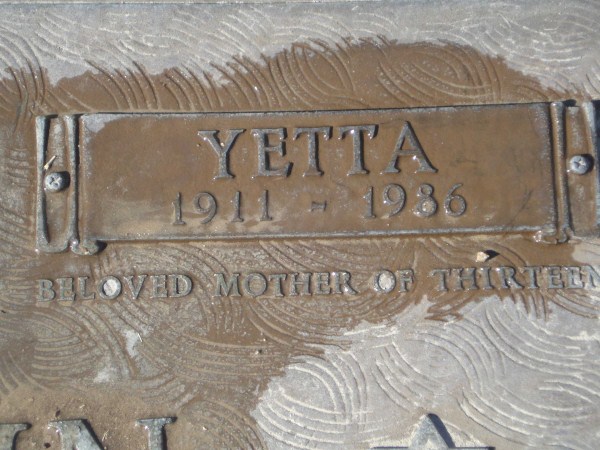 YETTA
1911 - 1986
BELOVED MOTHER OF THIRTEEN